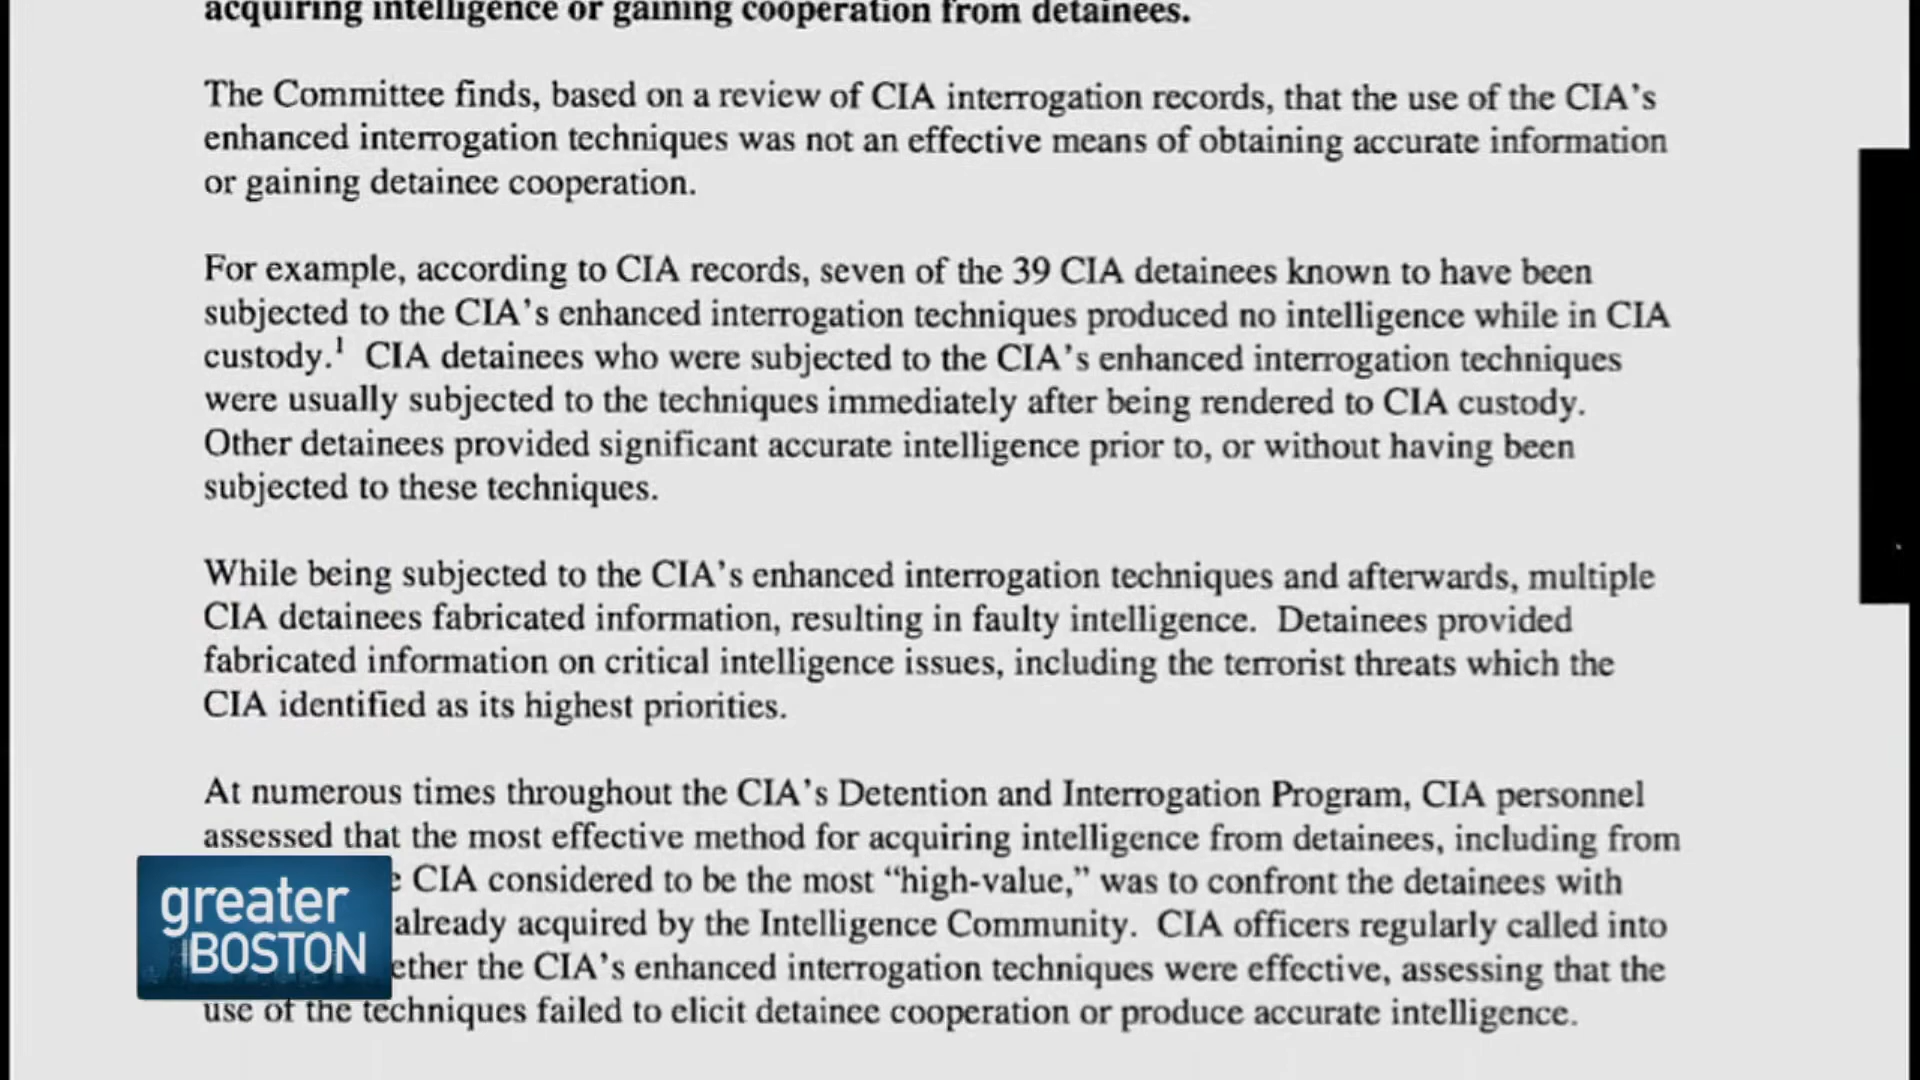 acquiring intelligence or gaining cooperation from detainees.
The Committee finds, based on a review of CIA interrogation records, that the use of the CIA's
enhanced interrogation techniques was not an effective means of obtaining accurate information
or gaining detainee cooperation.
For example, according to CIA records, seven of the 39 CIA detainees known to have been
subjected to the CIA's enhanced interrogation techniques produced no intelligence while in CIA
custody.¹ CIA detainees who were subjected to the CIA's enhanced interrogation techniques
were usually subjected to the techniques immediately after being rendered to CIA custody.
Other detainees provided significant accurate intelligence prior to, or without having been
subjected to these techniques.
While being subjected to the CIA's enhanced interrogation techniques and afterwards, multiple
CIA detainees fabricated information, resulting in faulty intelligence. Detainees provided
fabricated information on critical intelligence issues, including the terrorist threats which the
CIA identified as its highest priorities.
At numerous times throughout the CIA's Detention and Interrogation Program, CIA personnel
assessed that the most effective method for acquiring intelligence from detainees, including from
CIA considered to be the most “high-value,” was to confront the detainees with
already acquired by the Intelligence Community. CIA officers regularly called into
ether the CIA's enhanced interrogation techniques were effective, assessing that the
use of the techniques failed to elicit detainee cooperation or produce accurate intelligence.
greater
BOSTON